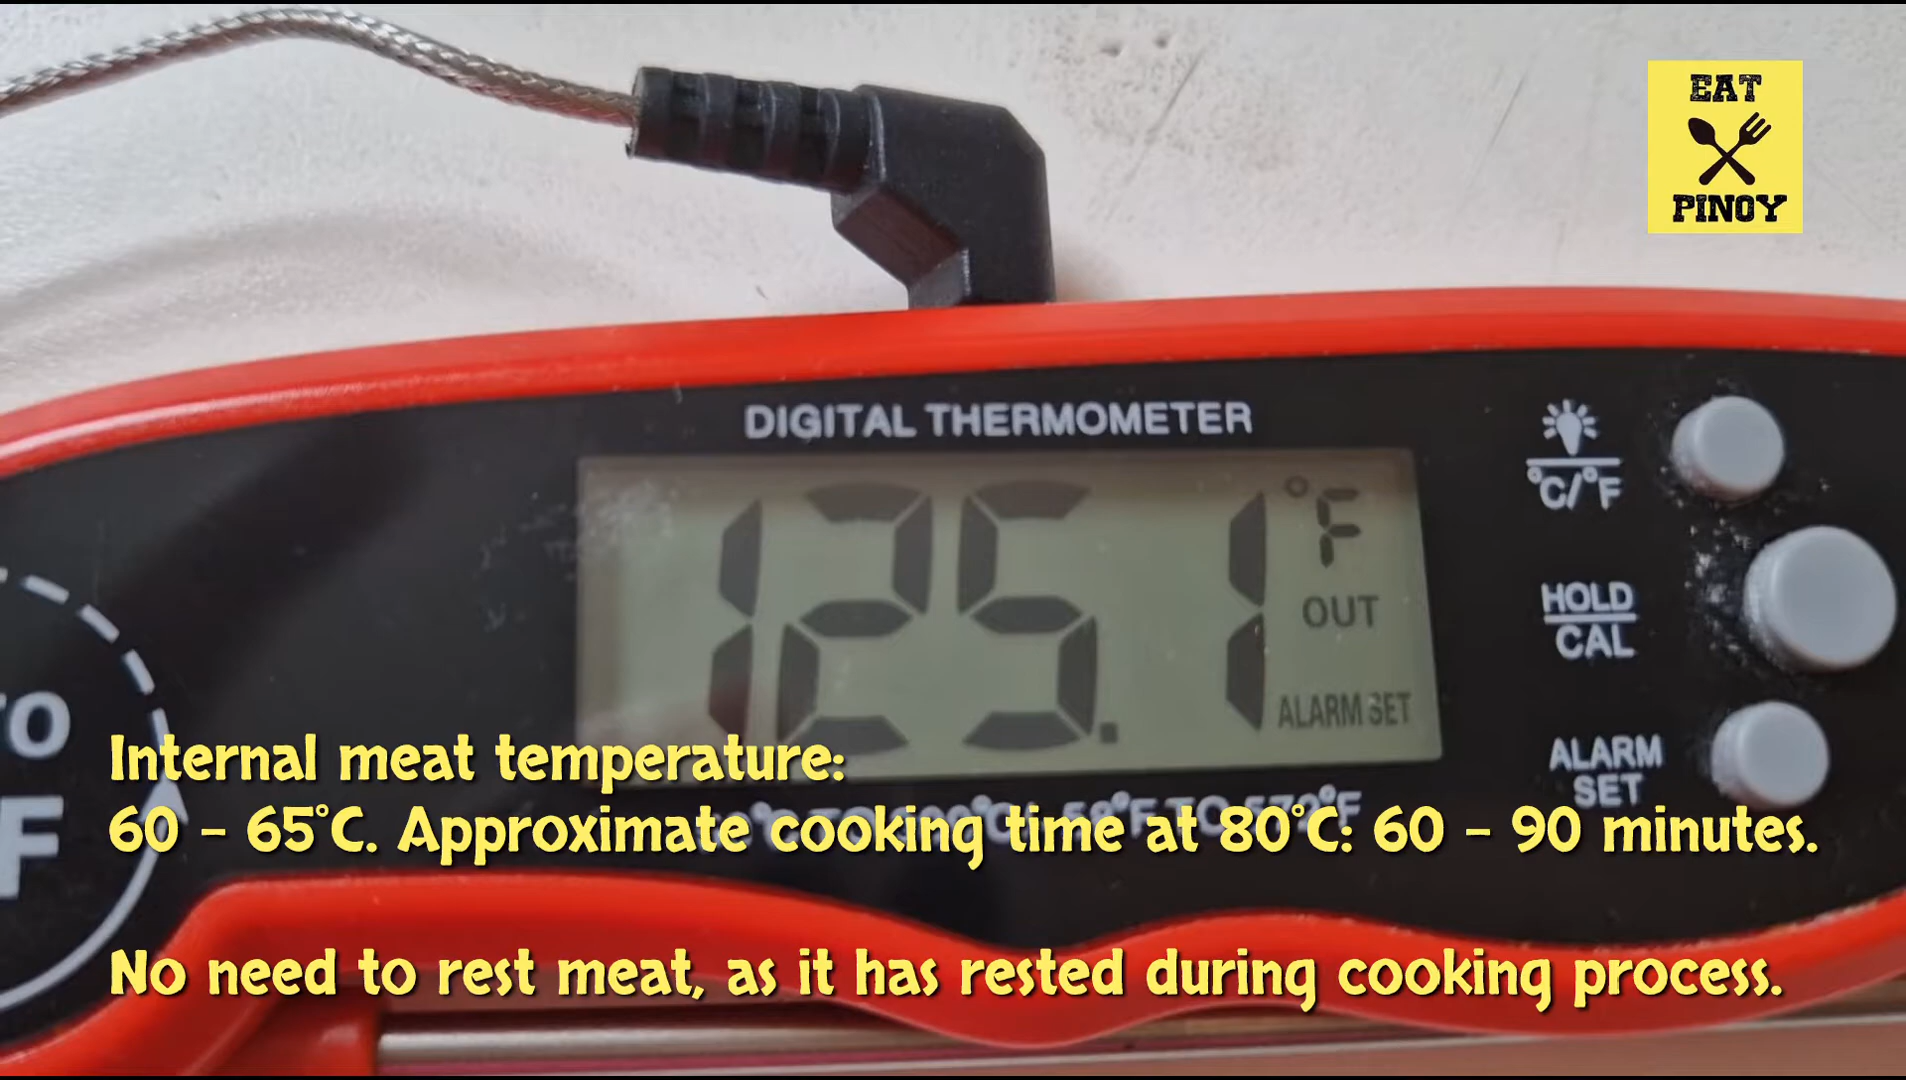 EAT
PINOY
DIGITAL THERMOMETER
125.1 °F
OUT
ALARM SET
°C/°F
HOLD
CAL
ALARM
SET
TO
F
Internal meat temperature:
60 – 65°C. Approximate cooking time at 80°C: 60 – 90 minutes.
No need to rest meat, as it has rested during cooking process.